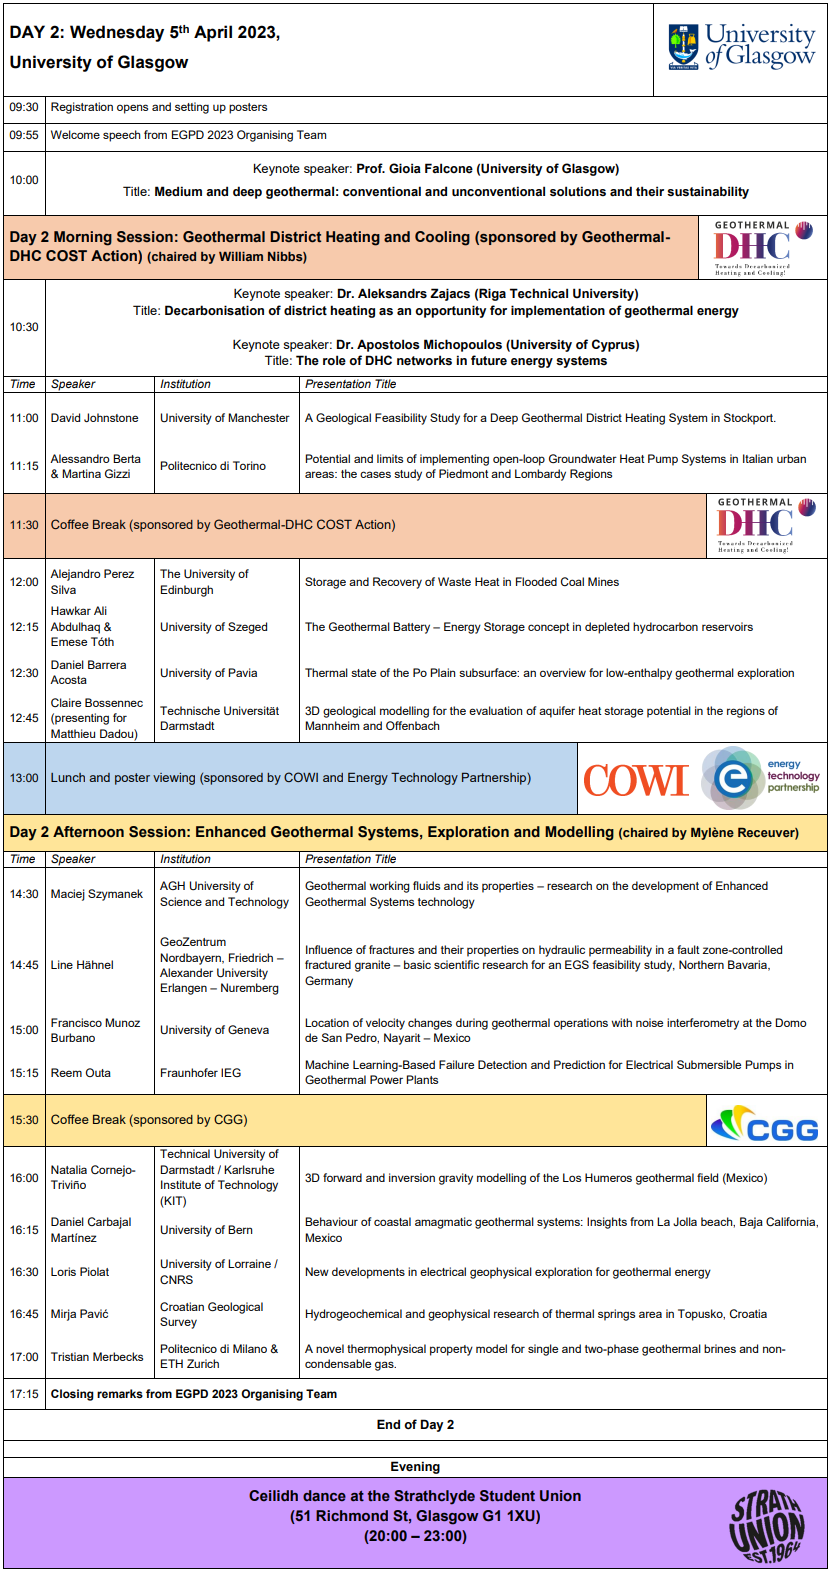 DAY 2: Wednesday 5th April 2023,
University of Glasgow
University
of Glasgow
09:30 Registration opens and setting up posters
09:55 Welcome speech from EGPD 2023 Organising Team
10:00
Keynote speaker: Prof. Gioia Falcone (University of Glasgow)
Title: Medium and deep geothermal: conventional and unconventional solutions and their sustainability
Day 2 Morning Session: Geothermal District Heating and Cooling (sponsored by Geothermal-
DHC COST Action) (chaired by William Nibbs)
GEOTHERMAL
DHC
Towards Decarbonized
Heating and Cooling!
10:30
Keynote speaker: Dr. Aleksandrs Zajacs (Riga Technical University)
Title: Decarbonisation of district heating as an opportunity for implementation of geothermal energy
Keynote speaker: Dr. Apostolos Michopoulos (University of Cyprus)
Title: The role of DHC networks in future energy systems
Time Speaker Institution Presentation Title
11:00 David Johnstone University of Manchester A Geological Feasibility Study for a Deep Geothermal District Heating System in Stockport.
11:15
Alessandro Berta
& Martina Gizzi
Politecnico di Torino
Potential and limits of implementing open-loop Groundwater Heat Pump Systems in Italian urban
areas: the cases study of Piedmont and Lombardy Regions
11:30 Coffee Break (sponsored by Geothermal-DHC COST Action)
GEOTHERMAL
DHC
Towards Decarbonized
Heating and Cooling!
12:00
Alejandro Perez
Silva
The University of
Edinburgh
Storage and Recovery of Waste Heat in Flooded Coal Mines
12:15
Hawkar Ali
Abdulhaq &
Emese Tóth
University of Szeged
The Geothermal Battery – Energy Storage concept in depleted hydrocarbon reservoirs
12:30
Daniel Barrera
Acosta
University of Pavia
Thermal state of the Po Plain subsurface: an overview for low-enthalpy geothermal exploration
12:45
Claire Bossennec
(presenting for
Matthieu Dadou)
Technische Universität
Darmstadt
3D geological modelling for the evaluation of aquifer heat storage potential in the regions of
Mannheim and Offenbach
13:00 Lunch and poster viewing (sponsored by COWI and Energy Technology Partnership)
COWI
e
energy
technology
partnership
Day 2 Afternoon Session: Enhanced Geothermal Systems, Exploration and Modelling (chaired by Mylène Receuver)
Time Speaker Institution Presentation Title
14:30 Maciej Szymanek
AGH University of
Science and Technology
Geothermal working fluids and its properties – research on the development of Enhanced
Geothermal Systems technology
14:45 Line Hähnel
GeoZentrum
Nordbayern, Friedrich –
Alexander University
Erlangen – Nuremberg
Influence of fractures and their properties on hydraulic permeability in a fault zone-controlled
fractured granite – basic scientific research for an EGS feasibility study, Northern Bavaria,
Germany
15:00
Francisco Munoz
Burbano
University of Geneva
Location of velocity changes during geothermal operations with noise interferometry at the Domo
de San Pedro, Nayarit – Mexico
15:15 Reem Outa Fraunhofer IEG
Machine Learning-Based Failure Detection and Prediction for Electrical Submersible Pumps in
Geothermal Power Plants
15:30 Coffee Break (sponsored by CGG)
CGG
16:00
Natalia Cornejo-
Triviño
Technical University of
Darmstadt / Karlsruhe
Institute of Technology
(KIT)
3D forward and inversion gravity modelling of the Los Humeros geothermal field (Mexico)
16:15
Daniel Carbajal
Martínez
University of Bern
Behaviour of coastal amagmatic geothermal systems: Insights from La Jolla beach, Baja California,
Mexico
16:30 Loris Piolat
University of Lorraine /
CNRS
New developments in electrical geophysical exploration for geothermal energy
16:45 Mirja Pavić
Croatian Geological
Survey
Hydrogeochemical and geophysical research of thermal springs area in Topusko, Croatia
17:00 Tristian Merbecks
Politecnico di Milano &
ETH Zurich
A novel thermophysical property model for single and two-phase geothermal brines and non-
condensable gas.
17:15 Closing remarks from EGPD 2023 Organising Team
End of Day 2
Evening
Ceilidh dance at the Strathclyde Student Union
(51 Richmond St, Glasgow G1 1XU)
(20:00 – 23:00)
STRATH
UNION
EST.1964